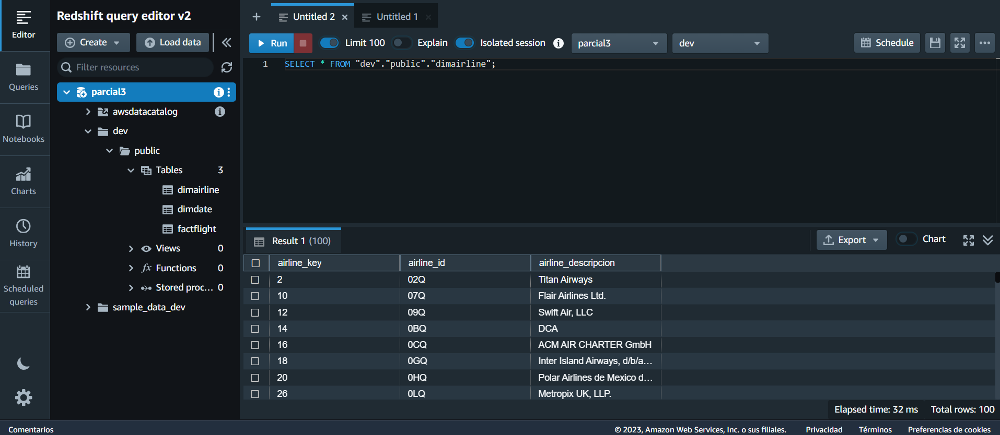 Editor
Queries
Notebooks
Charts
History
Scheduled
queries
Redshift query editor v2
Create
Load data
Filter resources
parcial3
awsdatacatalog
dev
public
Tables 3
dimairline
dimdate
factflight
Views 0
fx Functions 0
Stored proc... 0
sample_data_dev
+ Untitled 2 × Untitled 1 ×
Run Limit 100 Explain Isolated session i parcial3 dev Schedule
1 SELECT * FROM "dev"."public"."dimairline";
Result 1 (100) Export Chart
airline_key airline_id airline_descripcion
2 02Q Titan Airways
10 07Q Flair Airlines Ltd.
12 09Q Swift Air, LLC
14 0BQ DCA
16 0CQ ACM AIR CHARTER GmbH
18 0GQ Inter Island Airways, d/b/a...
20 0HQ Polar Airlines de Mexico d...
26 0LQ Metropix UK, LLP.
Elapsed time: 32 ms Total rows: 100
Comentarios © 2023, Amazon Web Services, Inc. o sus filiales. Privacidad Términos Preferencias de cookies